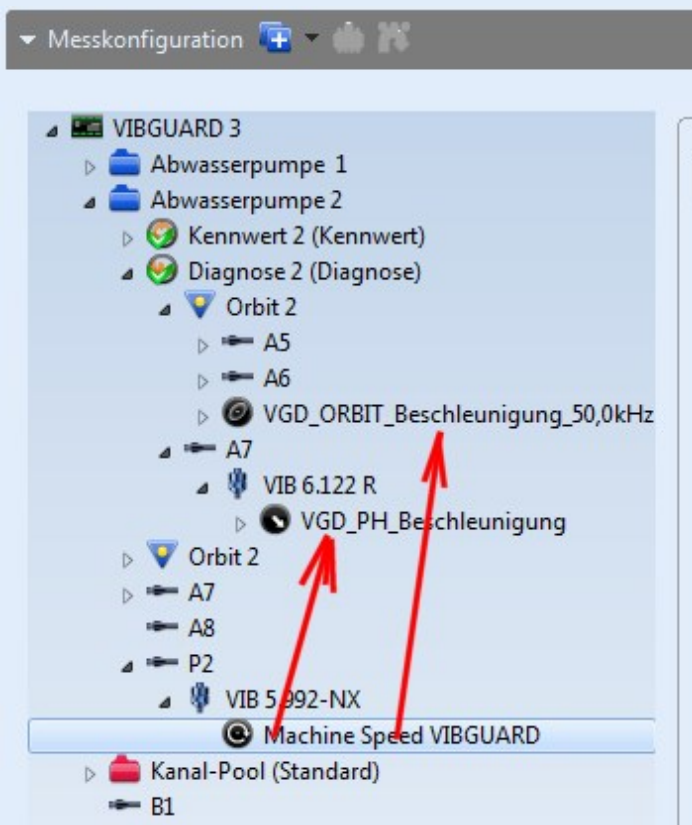 Messkonfiguration
VIBGUARD 3
Abwasserpumpe 1
Abwasserpumpe 2
Kennwert 2 (Kennwert)
Diagnose 2 (Diagnose)
Orbit 2
A5
A6
VGD_ORBIT_Beschleunigung_50,0kHz
A7
VIB 6.122 R
VGD_PH_Beschleunigung
Orbit 2
A7
A8
P2
VIB 5.992-NX
Machine Speed VIBGUARD
Kanal-Pool (Standard)
B1